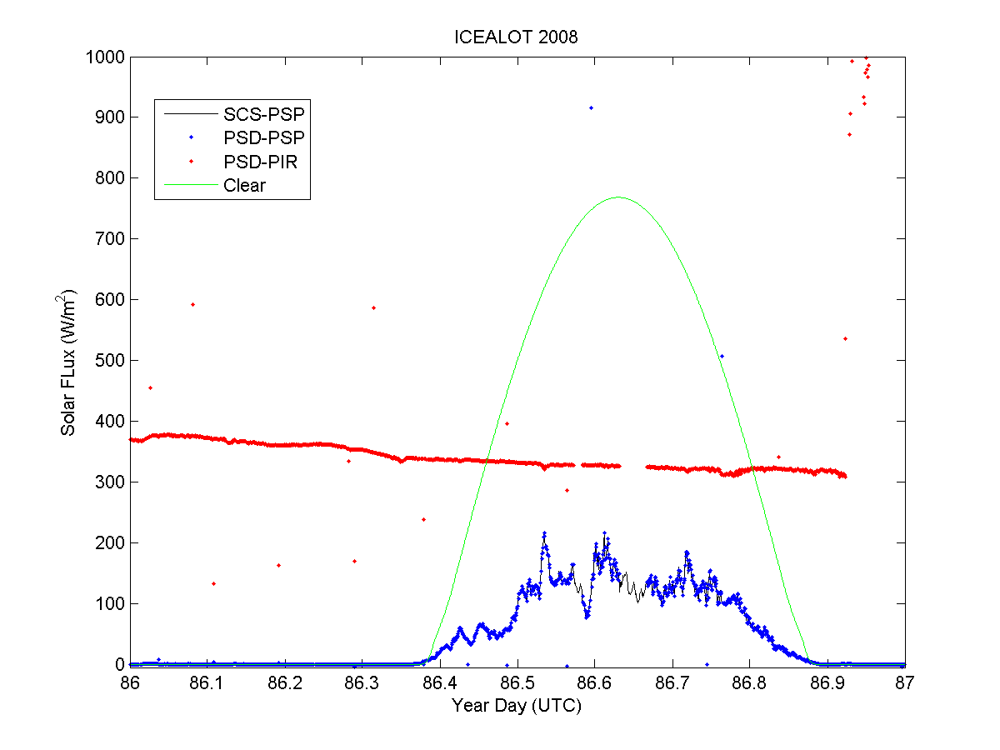 ICEALOT 2008
1000
900
800
700
600
500
400
300
200
100
0
SCS-PSP
PSD-PSP
PSD-PIR
Clear
Solar FLux (W/m²)
86 86.1 86.2 86.3 86.4 86.5 86.6 86.7 86.8 86.9 87
Year Day (UTC)